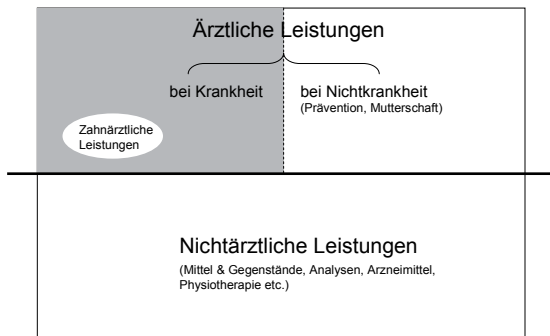 Ärztliche Leistungen
bei Krankheit
bei Nichtkrankheit
(Prävention, Mutterschaft)
Zahnärztliche
Leistungen
Nichtärztliche Leistungen
(Mittel & Gegenstände, Analysen, Arzneimittel,
Physiotherapie etc.)